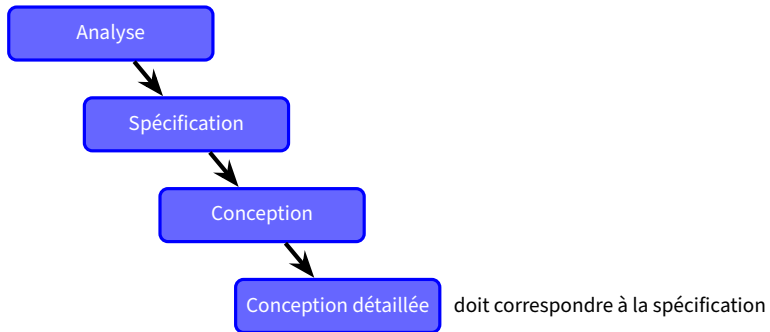 Analyse
Spécification
Conception
Conception détaillée doit correspondre à la spécification